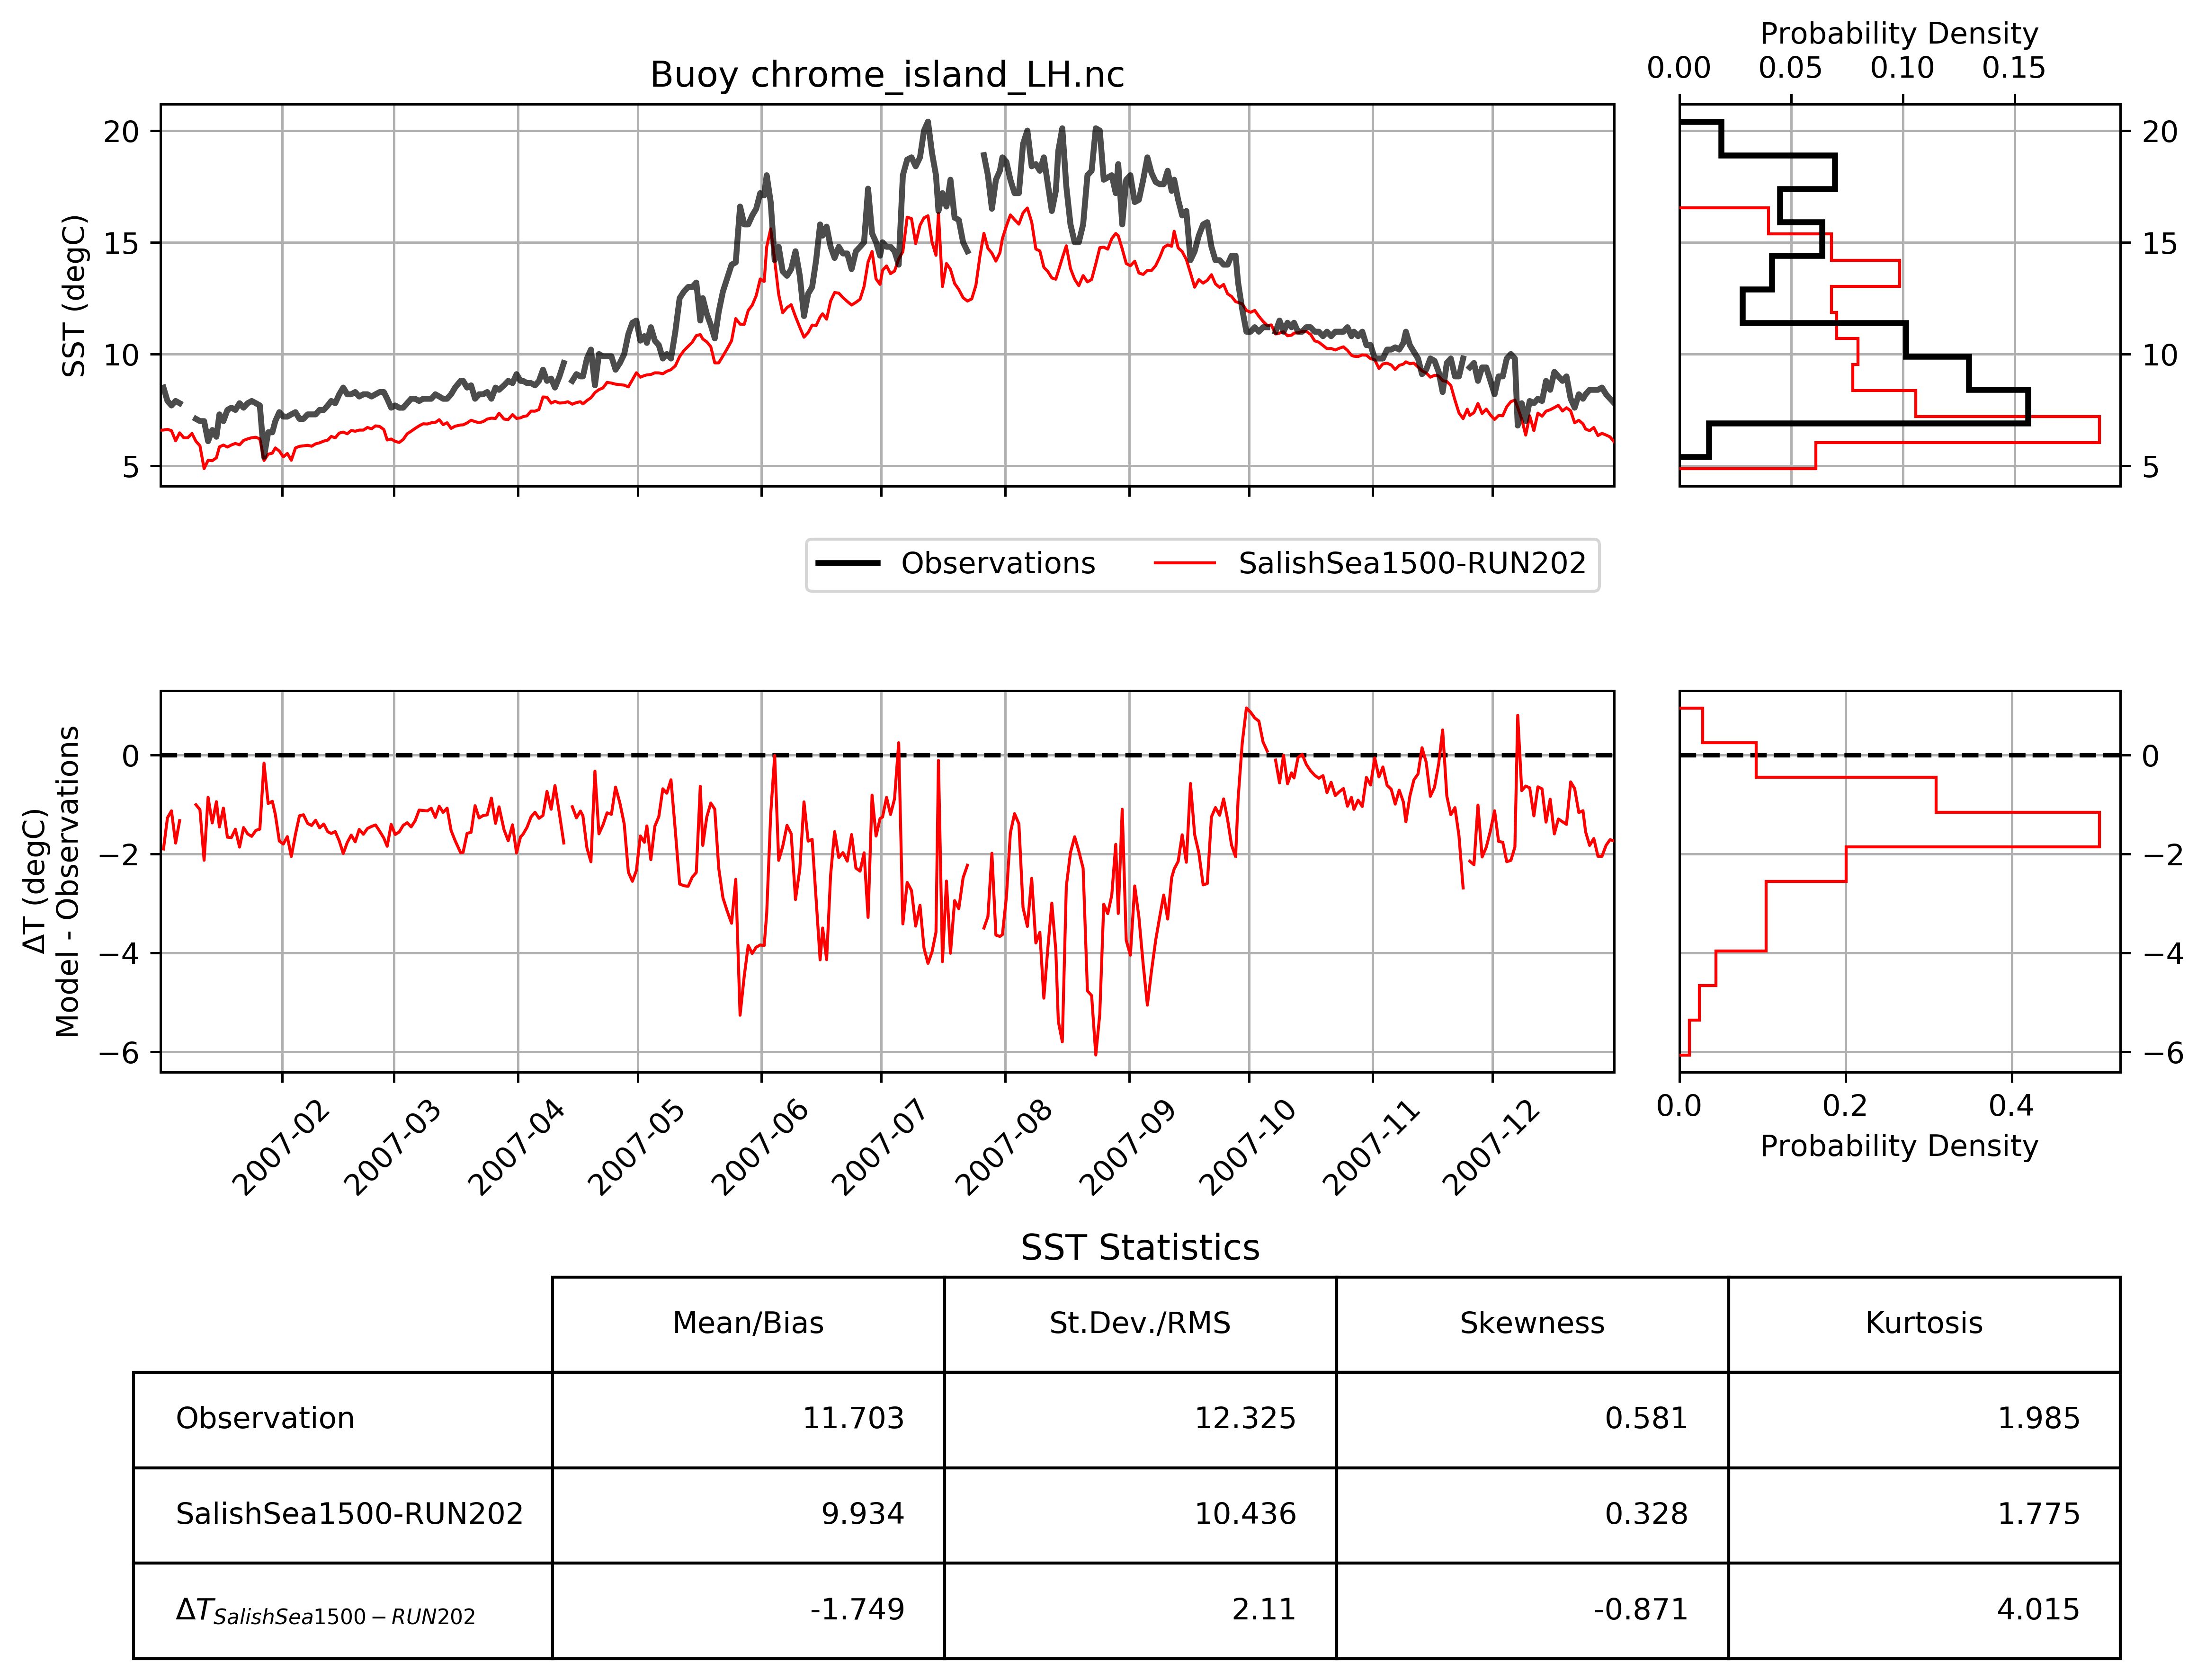 Probability Density
0.00 0.05 0.10 0.15
Buoy chrome_island_LH.nc
SST (degC)
20
15
10
5
20
15
10
5
Observations SalishSea1500-RUN202
ΔT (degC)
Model - Observations
0
−2
−4
−6
0
−2
−4
−6
2007-02 2007-03 2007-04 2007-05 2007-06 2007-07 2007-08 2007-09 2007-10 2007-11 2007-12
0.0 0.2 0.4
Probability Density
SST Statistics
Mean/Bias St.Dev./RMS Skewness Kurtosis
Observation 11.703 12.325 0.581 1.985
SalishSea1500-RUN202 9.934 10.436 0.328 1.775
ΔT SalishSea1500−RUN202 -1.749 2.11 -0.871 4.015